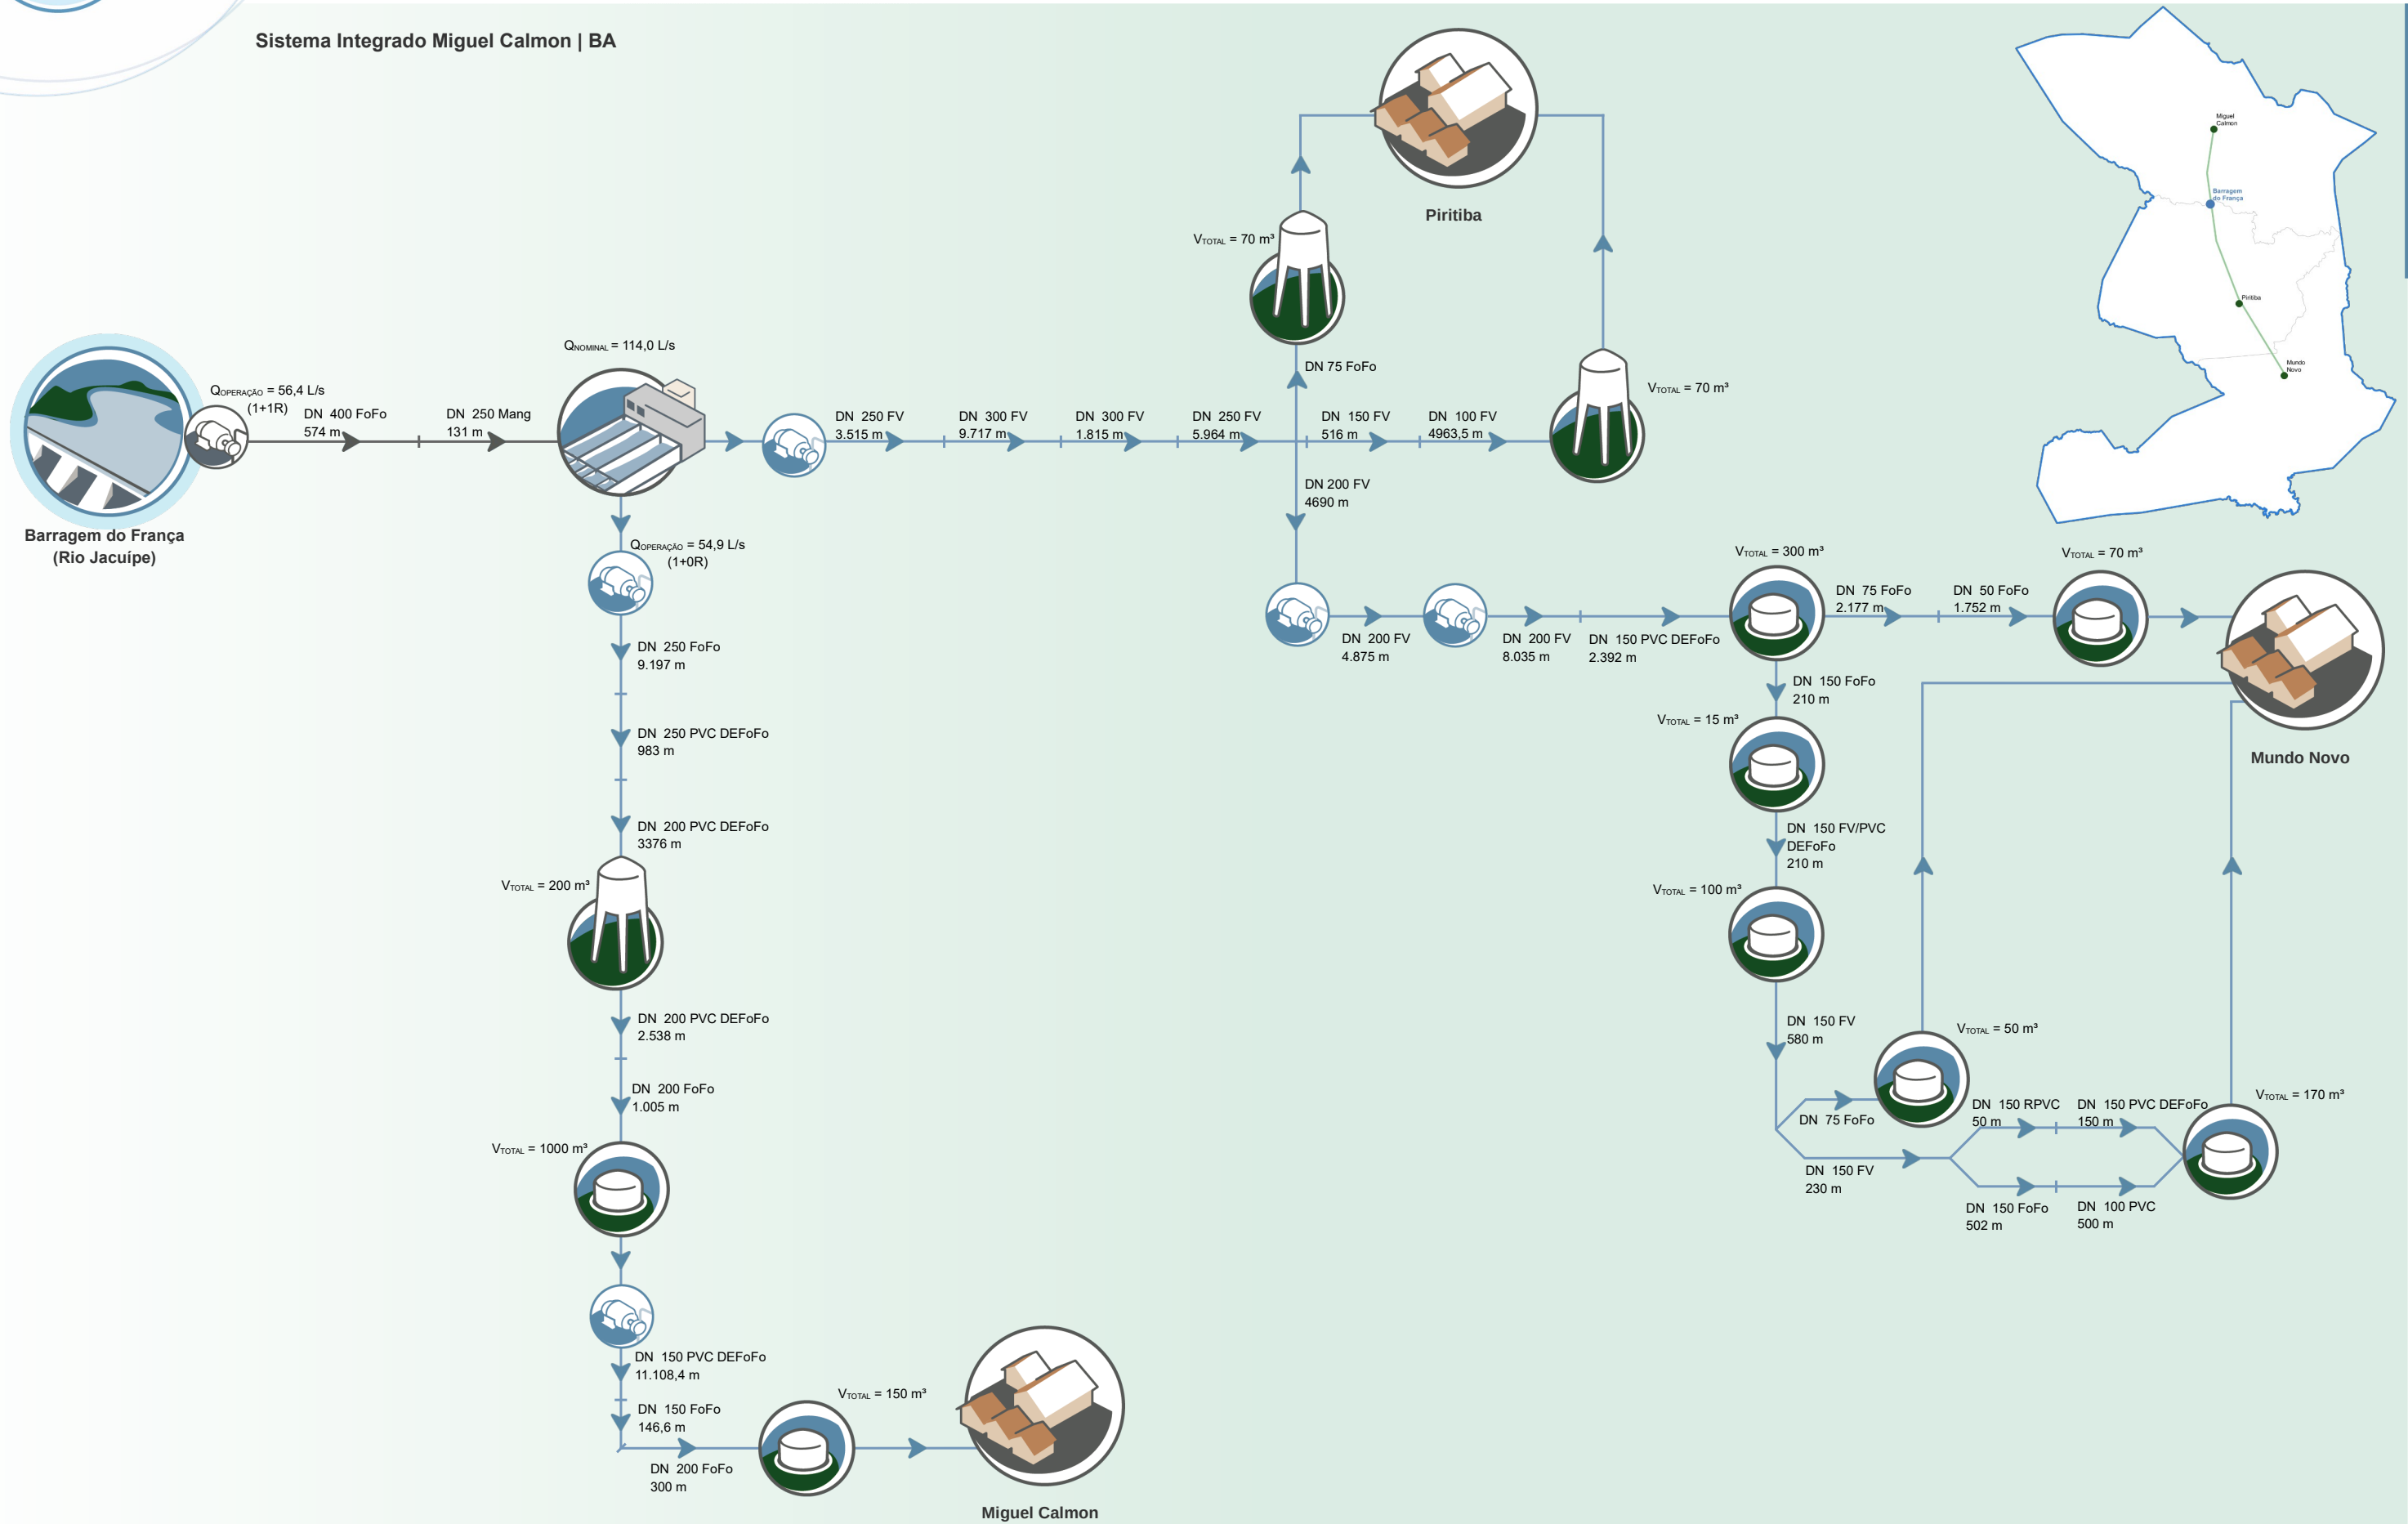 Sistema Integrado Miguel Calmon | BA
Miguel
Calmon
Barragem
do França
Piritiba
Mundo
Novo
Piritiba
VTOTAL = 70 m³
DN 75 FoFo
VTOTAL = 70 m³
QNOMINAL = 114,0 L/s
QOPERAÇÃO = 56,4 L/s
(1+1R)
DN 400 FoFo
574 m
DN 250 Mang
131 m
DN 250 FV
3.515 m
DN 300 FV
9.717 m
DN 300 FV
1.815 m
DN 250 FV
5.964 m
DN 150 FV
516 m
DN 100 FV
4963,5 m
Barragem do França
(Rio Jacuípe)
DN 200 FV
4690 m
QOPERAÇÃO = 54,9 L/s
(1+0R)
DN 200 FV
4.875 m
DN 200 FV
8.035 m
DN 150 PVC DEFoFo
2.392 m
VTOTAL = 300 m³
DN 75 FoFo
2.177 m
DN 50 FoFo
1.752 m
VTOTAL = 70 m³
Mundo Novo
DN 150 FoFo
210 m
VTOTAL = 15 m³
DN 150 FV/PVC
DEFoFo
210 m
VTOTAL = 100 m³
DN 150 FV
580 m
DN 75 FoFo
VTOTAL = 50 m³
DN 150 FV
230 m
DN 150 RPVC
50 m
DN 150 PVC DEFoFo
150 m
DN 150 FoFo
502 m
DN 100 PVC
500 m
VTOTAL = 170 m³
DN 250 FoFo
9.197 m
DN 250 PVC DEFoFo
983 m
DN 200 PVC DEFoFo
3376 m
VTOTAL = 200 m³
DN 200 PVC DEFoFo
2.538 m
DN 200 FoFo
1.005 m
VTOTAL = 1000 m³
DN 150 PVC DEFoFo
11.108,4 m
DN 150 FoFo
146,6 m
DN 200 FoFo
300 m
VTOTAL = 150 m³
Miguel Calmon